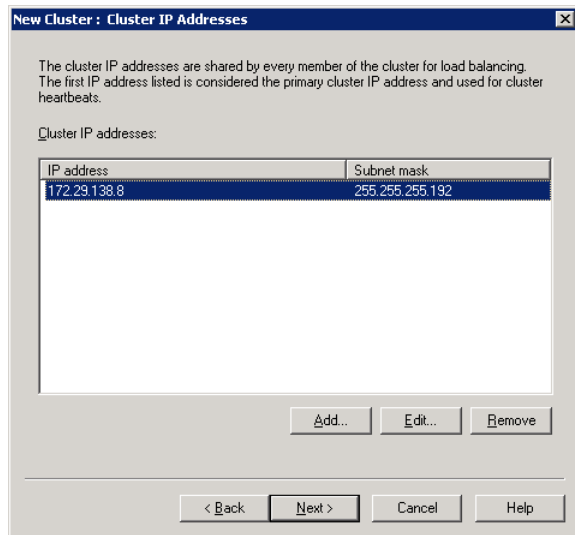 New Cluster : Cluster IP Addresses
The cluster IP addresses are shared by every member of the cluster for load balancing.
The first IP address listed is considered the primary cluster IP address and used for cluster
heartbeats.
Cluster IP addresses:
IP address Subnet mask
172.29.138.8 255.255.255.192
Add... Edit... Remove
< Back Next > Cancel Help